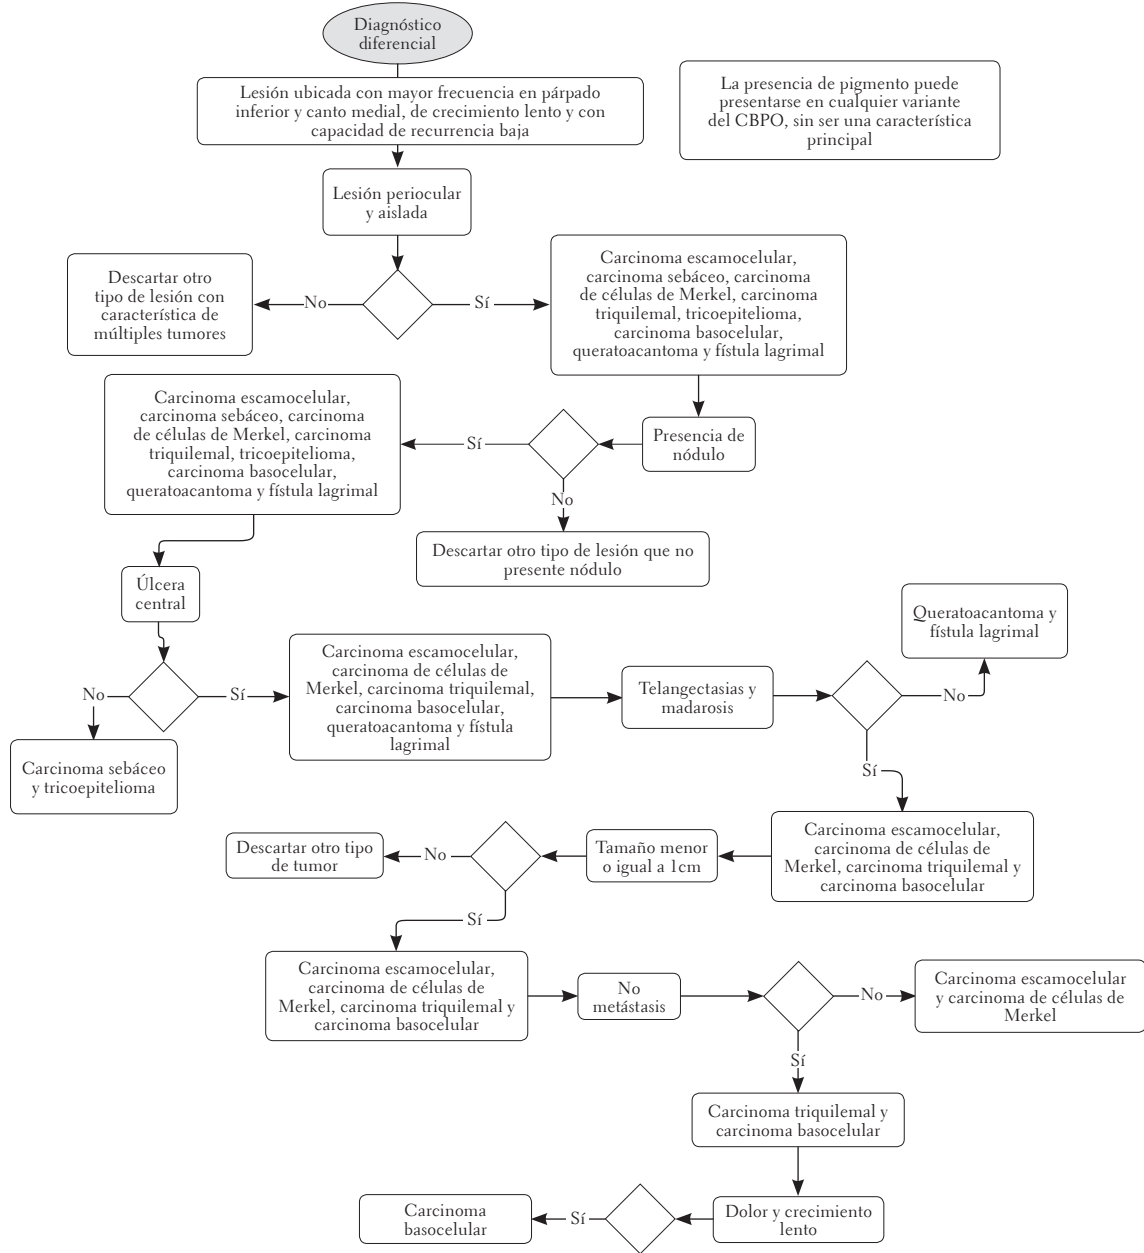 Diagnóstico
diferencial
Lesión ubicada con mayor frecuencia en párpado
inferior y canto medial, de crecimiento lento y con
capacidad de recurrencia baja
La presencia de pigmento puede
presentarse en cualquier variante
del CBPO, sin ser una característica
principal
Lesión periocular
y aislada
Descartar otro
tipo de lesión con
característica de
múltiples tumores
No
Sí
Carcinoma escamocelular,
carcinoma sebáceo, carcinoma
de células de Merkel, carcinoma
triquilemal, tricoepitelioma,
carcinoma basocelular,
queratoacantoma y fístula lagrimal
Presencia de
nódulo
Sí
No
Carcinoma escamocelular,
carcinoma sebáceo, carcinoma
de células de Merkel, carcinoma
triquilemal, tricoepitelioma,
carcinoma basocelular,
queratoacantoma y fístula lagrimal
Descartar otro tipo de lesión que no
presente nódulo
Úlcera
central
No
Sí
Carcinoma sebáceo
y tricoepitelioma
Carcinoma escamocelular,
carcinoma de células de
Merkel, carcinoma triquilemal,
carcinoma basocelular,
queratoacantoma y fístula
lagrimal
Telangectasias y
madarosis
No
Queratoacantoma y
fístula lagrimal
Sí
Carcinoma escamocelular,
carcinoma de células de
Merkel, carcinoma triquilemal y
carcinoma basocelular
Tamaño menor
o igual a 1cm
No
Descartar otro tipo
de tumor
Sí
Carcinoma escamocelular,
carcinoma de células de
Merkel, carcinoma triquilemal y
carcinoma basocelular
No
metástasis
No
Carcinoma escamocelular
y carcinoma de células de
Merkel
Sí
Carcinoma triquilemal y
carcinoma basocelular
Dolor y crecimiento
lento
Sí
Carcinoma
basocelular